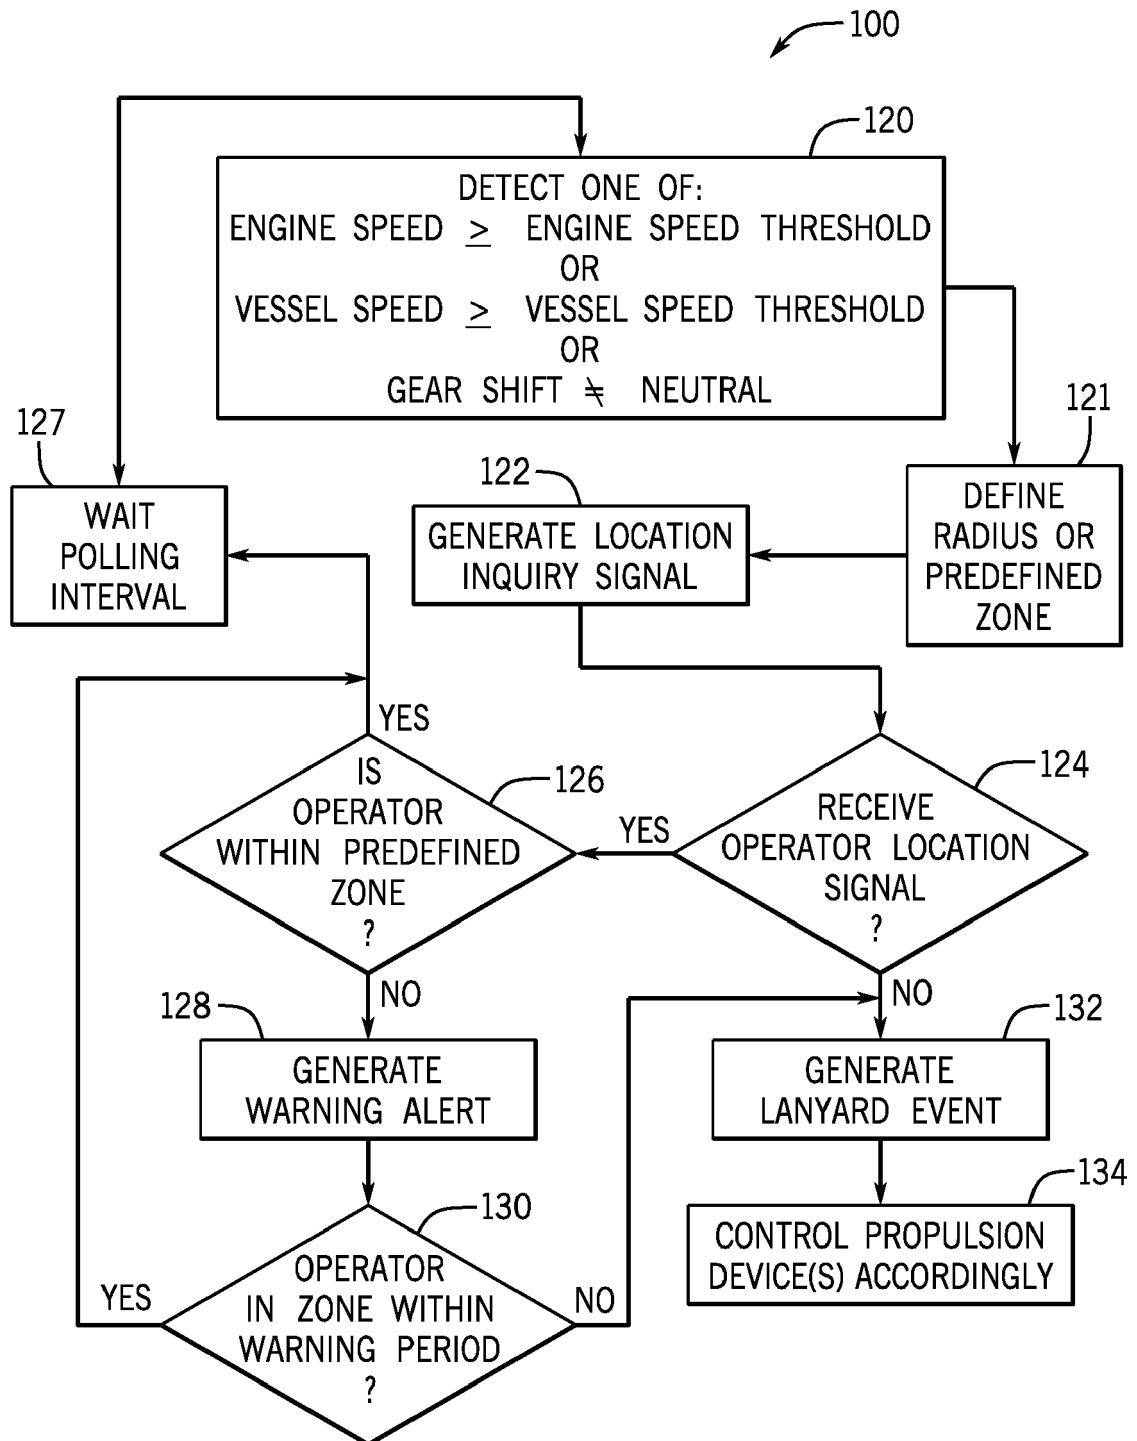 100
120
DETECT ONE OF:
ENGINE SPEED ≥ ENGINE SPEED THRESHOLD
OR
VESSEL SPEED ≥ VESSEL SPEED THRESHOLD
OR
GEAR SHIFT ≠ NEUTRAL
127
WAIT
POLLING
INTERVAL
122
GENERATE LOCATION
INQUIRY SIGNAL
121
DEFINE
RADIUS OR
PREDEFINED
ZONE
YES
IS
OPERATOR
WITHIN PREDEFINED
ZONE
?
126
YES
124
RECEIVE
OPERATOR LOCATION
SIGNAL
?
NO
NO
128
GENERATE
WARNING ALERT
132
GENERATE
LANYARD EVENT
130
OPERATOR
IN ZONE WITHIN
WARNING PERIOD
?
YES
NO
134
CONTROL PROPULSION
DEVICE(S) ACCORDINGLY